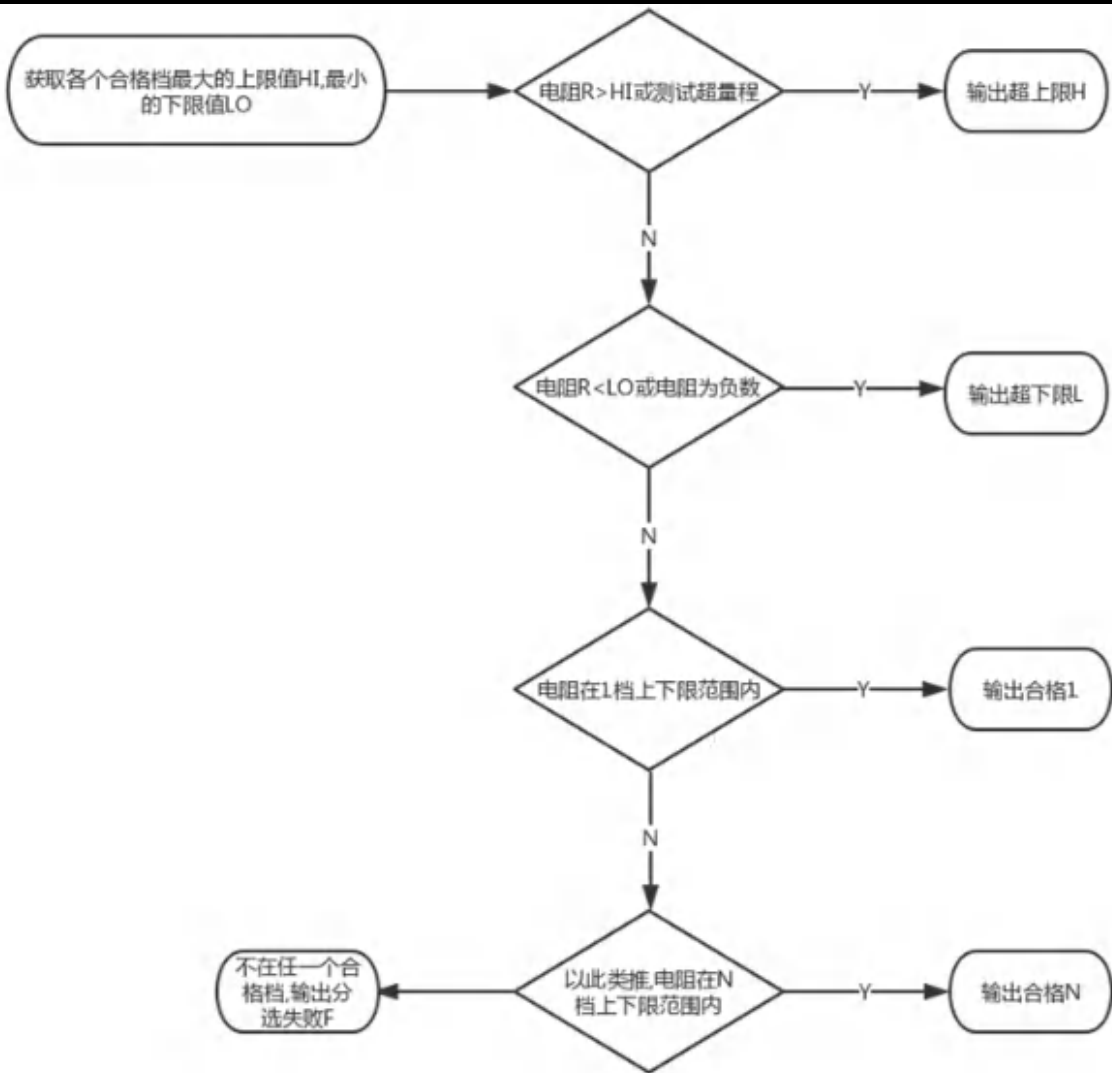 获取各个合格档最大的上限值HI,最小
的下限值LO
电阻R>HI或测试超量程
Y
输出超上限H
N
电阻R<LO或电阻为负数
Y
输出超下限L
N
电阻在1档上下限范围内
Y
输出合格1
N
不在任一个合
格档,输出分
选失败F
以此类推,电阻在N
档上下限范围内
Y
输出合格N